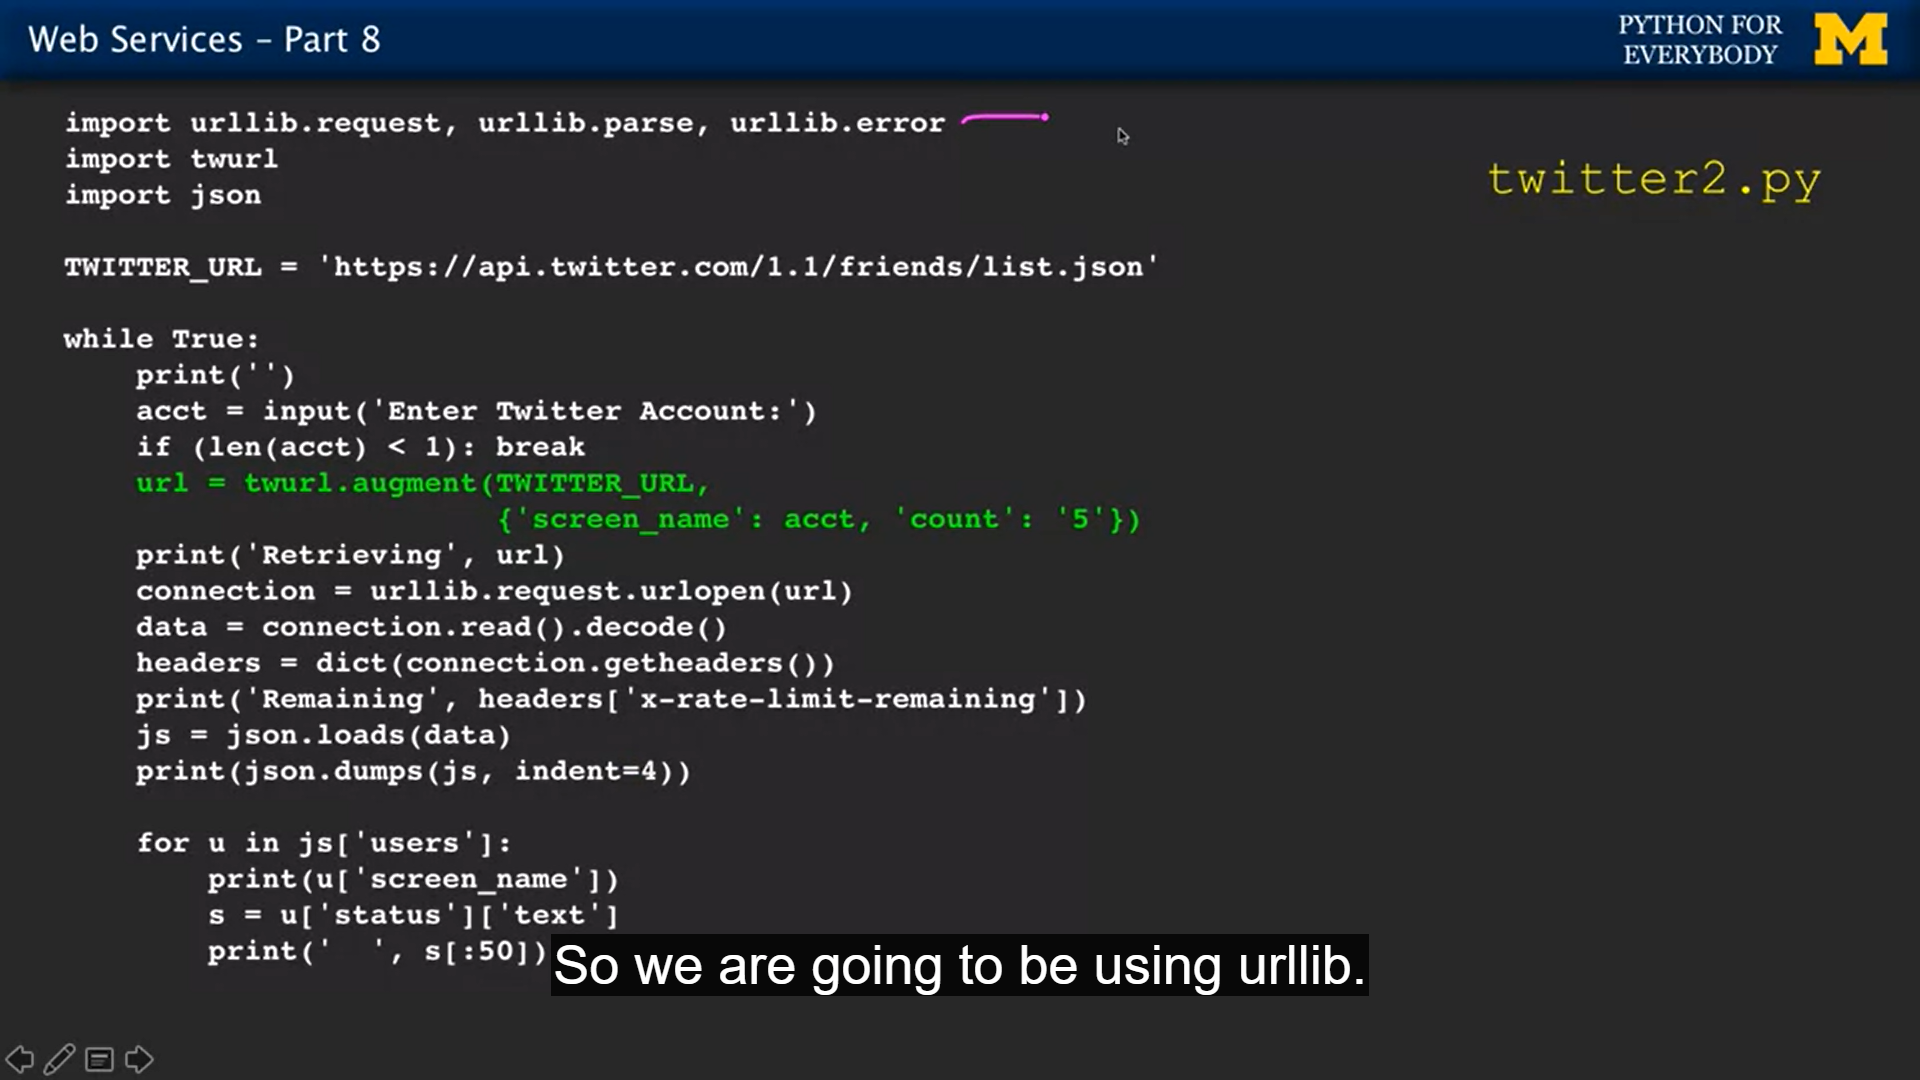 Web Services – Part 8
PYTHON FOR
EVERYBODY
M
import urllib.request, urllib.parse, urllib.error
import twurl
import json
twitter2.py
TWITTER_URL = 'https://api.twitter.com/1.1/friends/list.json'
while True:
    print('')
    acct = input('Enter Twitter Account:')
    if (len(acct) < 1): break
    url = twurl.augment(TWITTER_URL,
                        {'screen_name': acct, 'count': '5'})
    print('Retrieving', url)
    connection = urllib.request.urlopen(url)
    data = connection.read().decode()
    headers = dict(connection.getheaders())
    print('Remaining', headers['x-rate-limit-remaining'])
    js = json.loads(data)
    print(json.dumps(js, indent=4))
    for u in js['users']:
        print(u['screen_name'])
        s = u['status']['text']
        print('  ', s[:50])
So we are going to be using urllib.